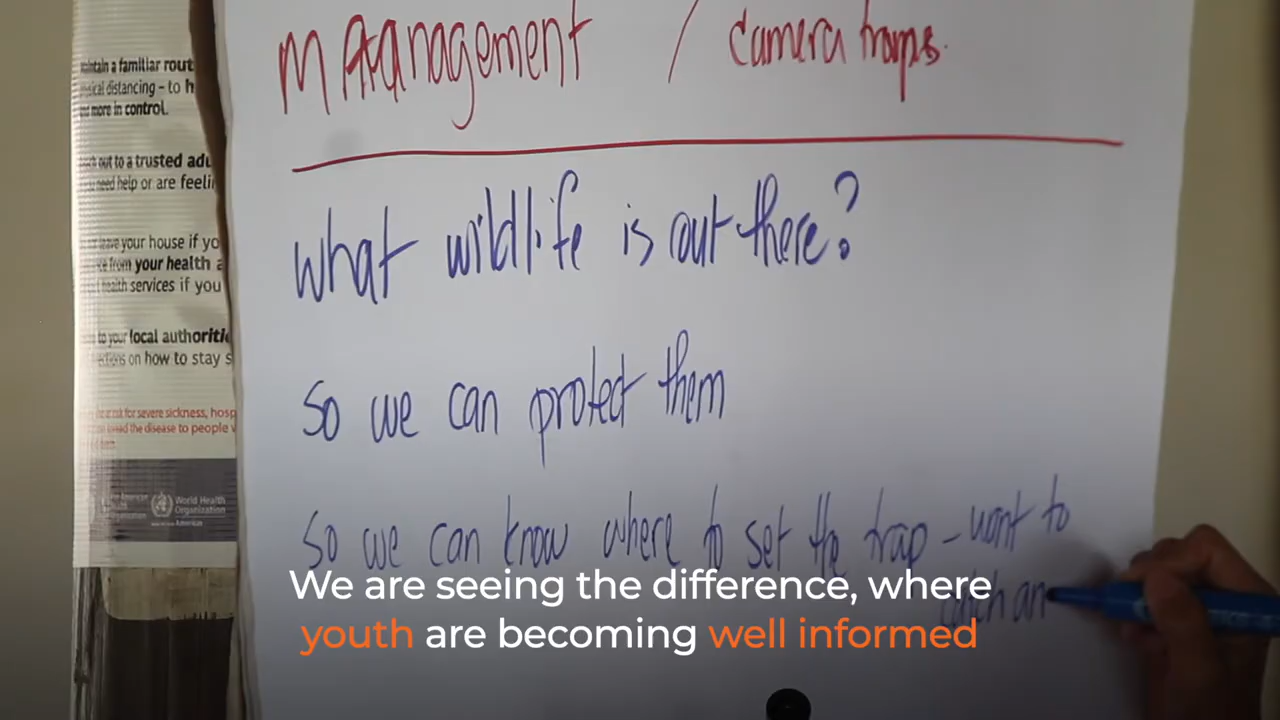 management / camera traps.
What wildlife is out there?
So we can protect them
So we can know where to set the trap - want to
catch an
We are seeing the difference, where
youth are becoming well informed
maintain a familiar rout
physical distancing – to h
more in control.
out to a trusted adu
need help or are feeli
leave your house if yo
from your health a
health services if you
to your local authoriti
on how to stay s
risk for severe sickness, hosp
the disease to people
World Health
Organization
Americas